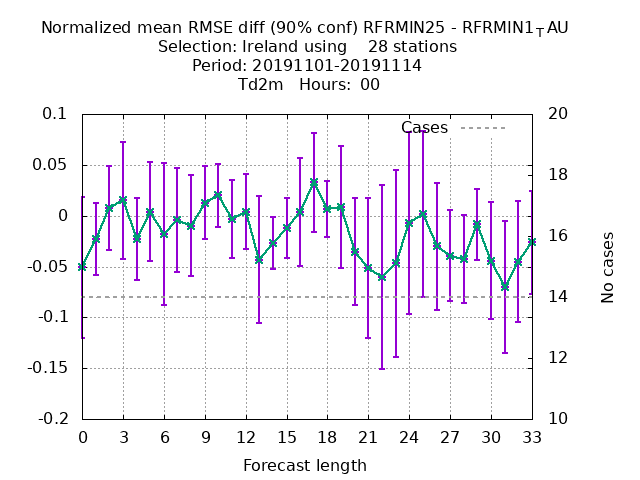 Normalized mean RMSE diff (90% conf) RFRMIN25 - RFRMIN1_TAU
Selection: Ireland using 28 stations
Period: 20191101-20191114
Td2m Hours: 00
Cases
0.1
0.05
0
-0.05
-0.1
-0.15
-0.2
20
18
16
14
12
10
No cases
0 3 6 9 12 15 18 21 24 27 30 33
Forecast length